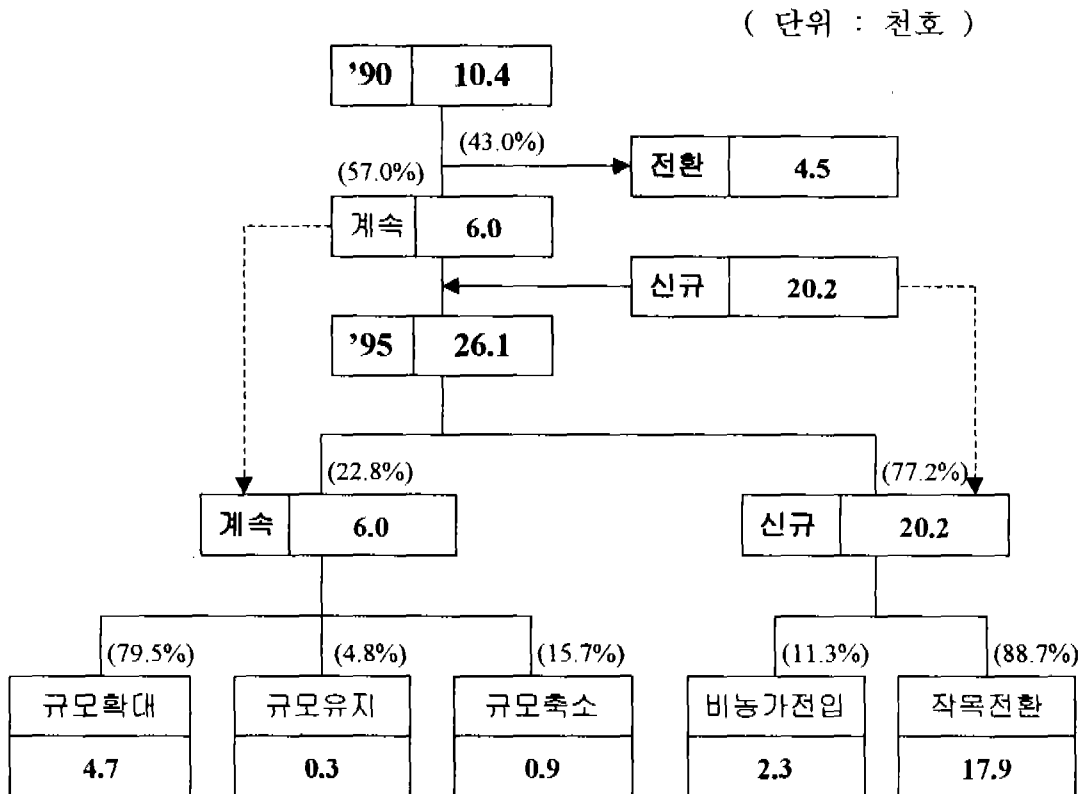 ( 단위 : 천호 )
’90 10.4
(43.0%)
(57.0%)
전환 4.5
계속 6.0
신규 20.2
’95 26.1
(22.8%) (77.2%)
계속 6.0 신규 20.2
(79.5%) (4.8%) (15.7%) (11.3%) (88.7%)
규모확대 규모유지 규모축소 비농가전입 작목전환
4.7 0.3 0.9 2.3 17.9